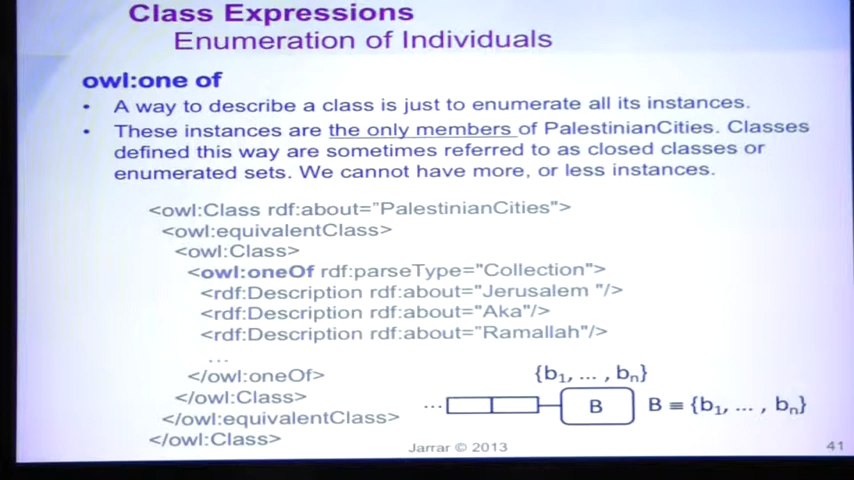 Class Expressions
Enumeration of Individuals
owl:one of
• A way to describe a class is just to enumerate all its instances.
• These instances are the only members of PalestinianCities. Classes
defined this way are sometimes referred to as closed classes or
enumerated sets. We cannot have more, or less instances.
<owl:Class rdf:about="PalestinianCities">
<owl:equivalentClass>
<owl:Class>
<owl:oneOf rdf:parseType="Collection">
<rdf:Description rdf:about="Jerusalem "/>
<rdf:Description rdf:about="Aka"/>
<rdf:Description rdf:about="Ramallah"/>
...
</owl:oneOf>
</owl:Class>
</owl:equivalentClass>
</owl:Class>
{b₁, ... , bₙ}
... B B ≡ {b₁, ... , bₙ}
Jarrar © 2013
41